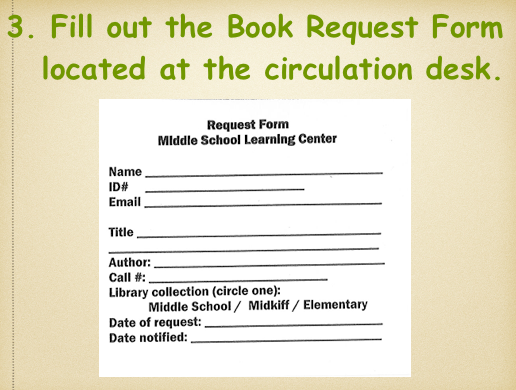 3. Fill out the Book Request Form
located at the circulation desk.
Request Form
MIddle School Learning Center
Name
ID#
Email
Title
Author:
Call #:
Library collection (circle one):
Middle School / Midkiff / Elementary
Date of request:
Date notified: